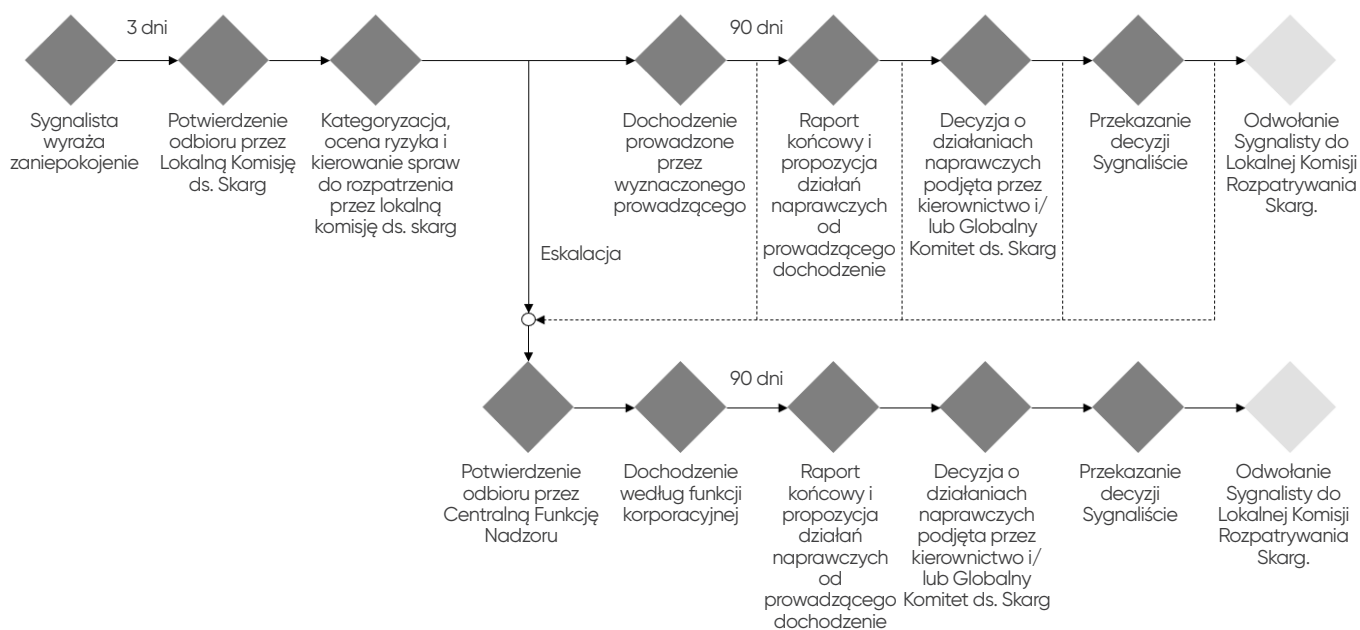 3 dni
90 dni
Sygnalista
wyraża
zaniepokojenie
Potwierdzenie
odbioru przez
Lokalną Komisję
ds. Skarg
Kategoryzacja,
ocena ryzyka i
kierowanie spraw
do rozpatrzenia
przez lokalną
komisję ds. skarg
Dochodzenie
prowadzone
przez
wyznaczonego
prowadzącego
Raport
końcowy i
propozycja
działań
naprawczych
od
prowadzącego
dochodzenie
Decyzja o
działaniach
naprawczych
podjęta przez
kierownictwo i/
lub Globalny
Komitet ds. Skarg
Przekazanie
decyzji
Sygnaliście
Odwołanie
Sygnalisty do
Lokalnej Komisji
Rozpatrywania
Skarg.
Eskalacja
90 dni
Potwierdzenie
odbioru przez
Centralną Funkcję
Nadzoru
Dochodzenie
według funkcji
korporacyjnej
Raport
końcowy i
propozycja
działań
naprawczych
od
prowadzącego
dochodzenie
Decyzja o
działaniach
naprawczych
podjęta przez
kierownictwo i/
lub Globalny
Komitet ds. Skarg
Przekazanie
decyzji
Sygnaliście
Odwołanie
Sygnalisty do
Lokalnej Komisji
Rozpatrywania
Skarg.